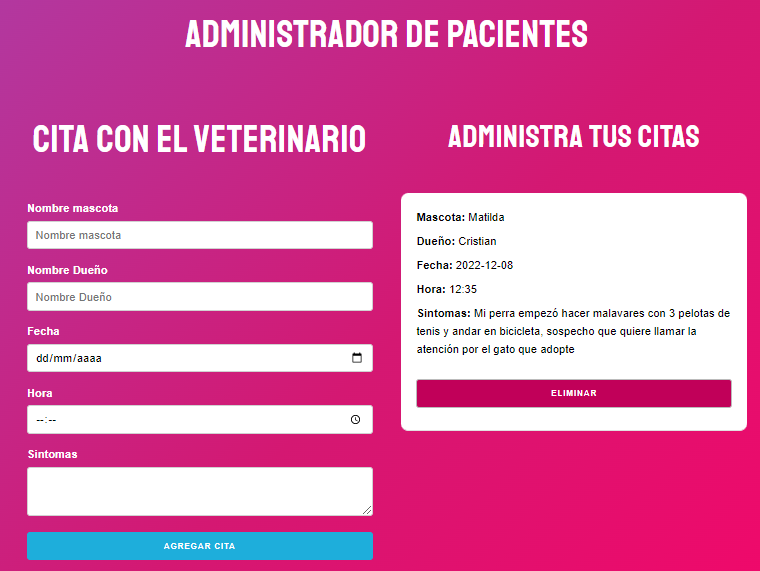 ADMINISTRADOR DE PACIENTES
CITA CON EL VETERINARIO
Nombre mascota
Nombre mascota
Nombre Dueño
Nombre Dueño
Fecha
dd/mm/aaaa
Hora
--:--
Sintomas
AGREGAR CITA
ADMINISTRA TUS CITAS
Mascota: Matilda
Dueño: Cristian
Fecha: 2022-12-08
Hora: 12:35
Sintomas: Mi perra empezó hacer malavares con 3 pelotas de
tenis y andar en bicicleta, sospecho que quiere llamar la
atención por el gato que adopte
ELIMINAR